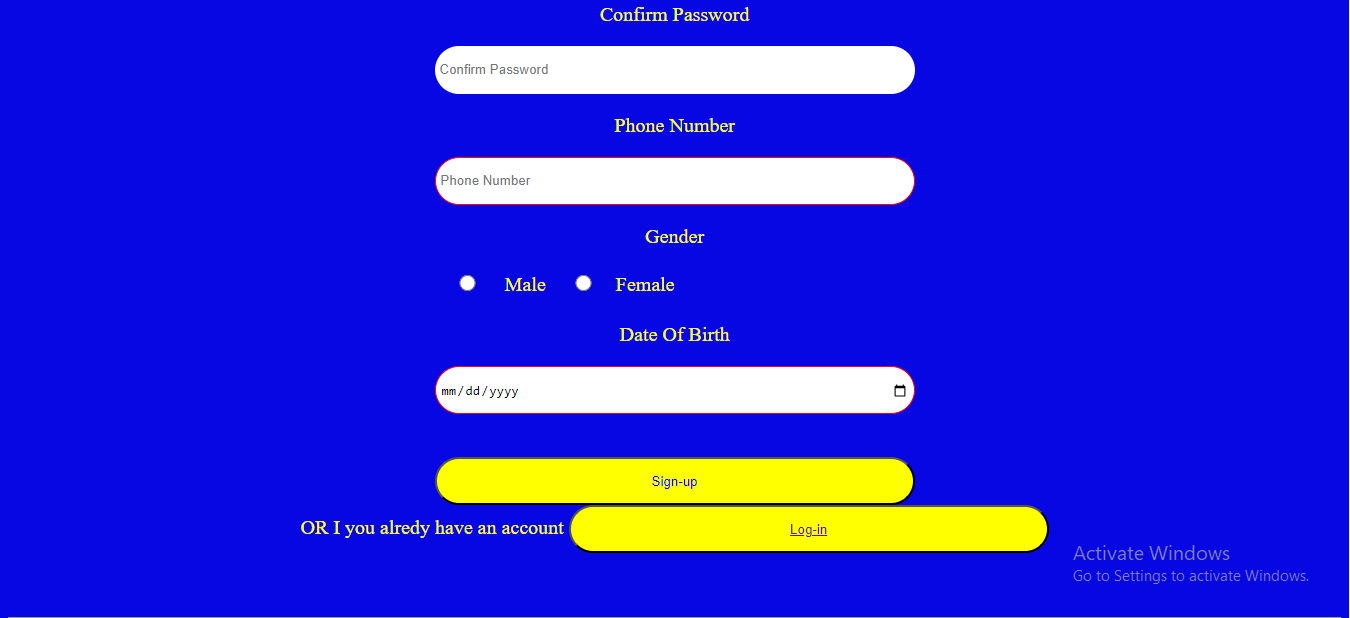 Confirm Password
Confirm Password
Phone Number
Phone Number
Gender
Male Female
Date Of Birth
mm/dd/yyyy
Sign-up
OR I you alredy have an account Log-in
Activate Windows
Go to Settings to activate Windows.